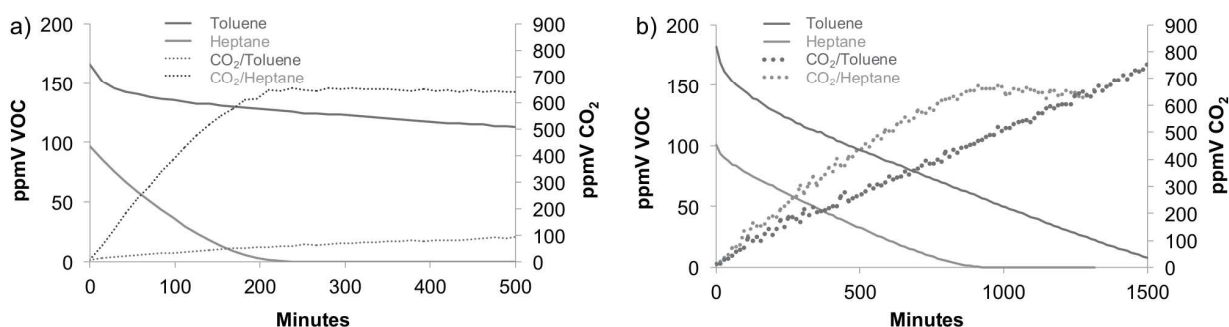 a)
ppmV VOC
200
150
100
50
0
Toluene
Heptane
CO₂/Toluene
CO₂/Heptane
900
800
700
600
500
400
300
200
100
0
ppmV CO₂
0 100 200 300 400 500
Minutes
b)
ppmV VOC
200
150
100
50
0
Toluene
Heptane
CO₂/Toluene
CO₂/Heptane
900
800
700
600
500
400
300
200
100
0
ppmV CO₂
0 500 1000 1500
Minutes